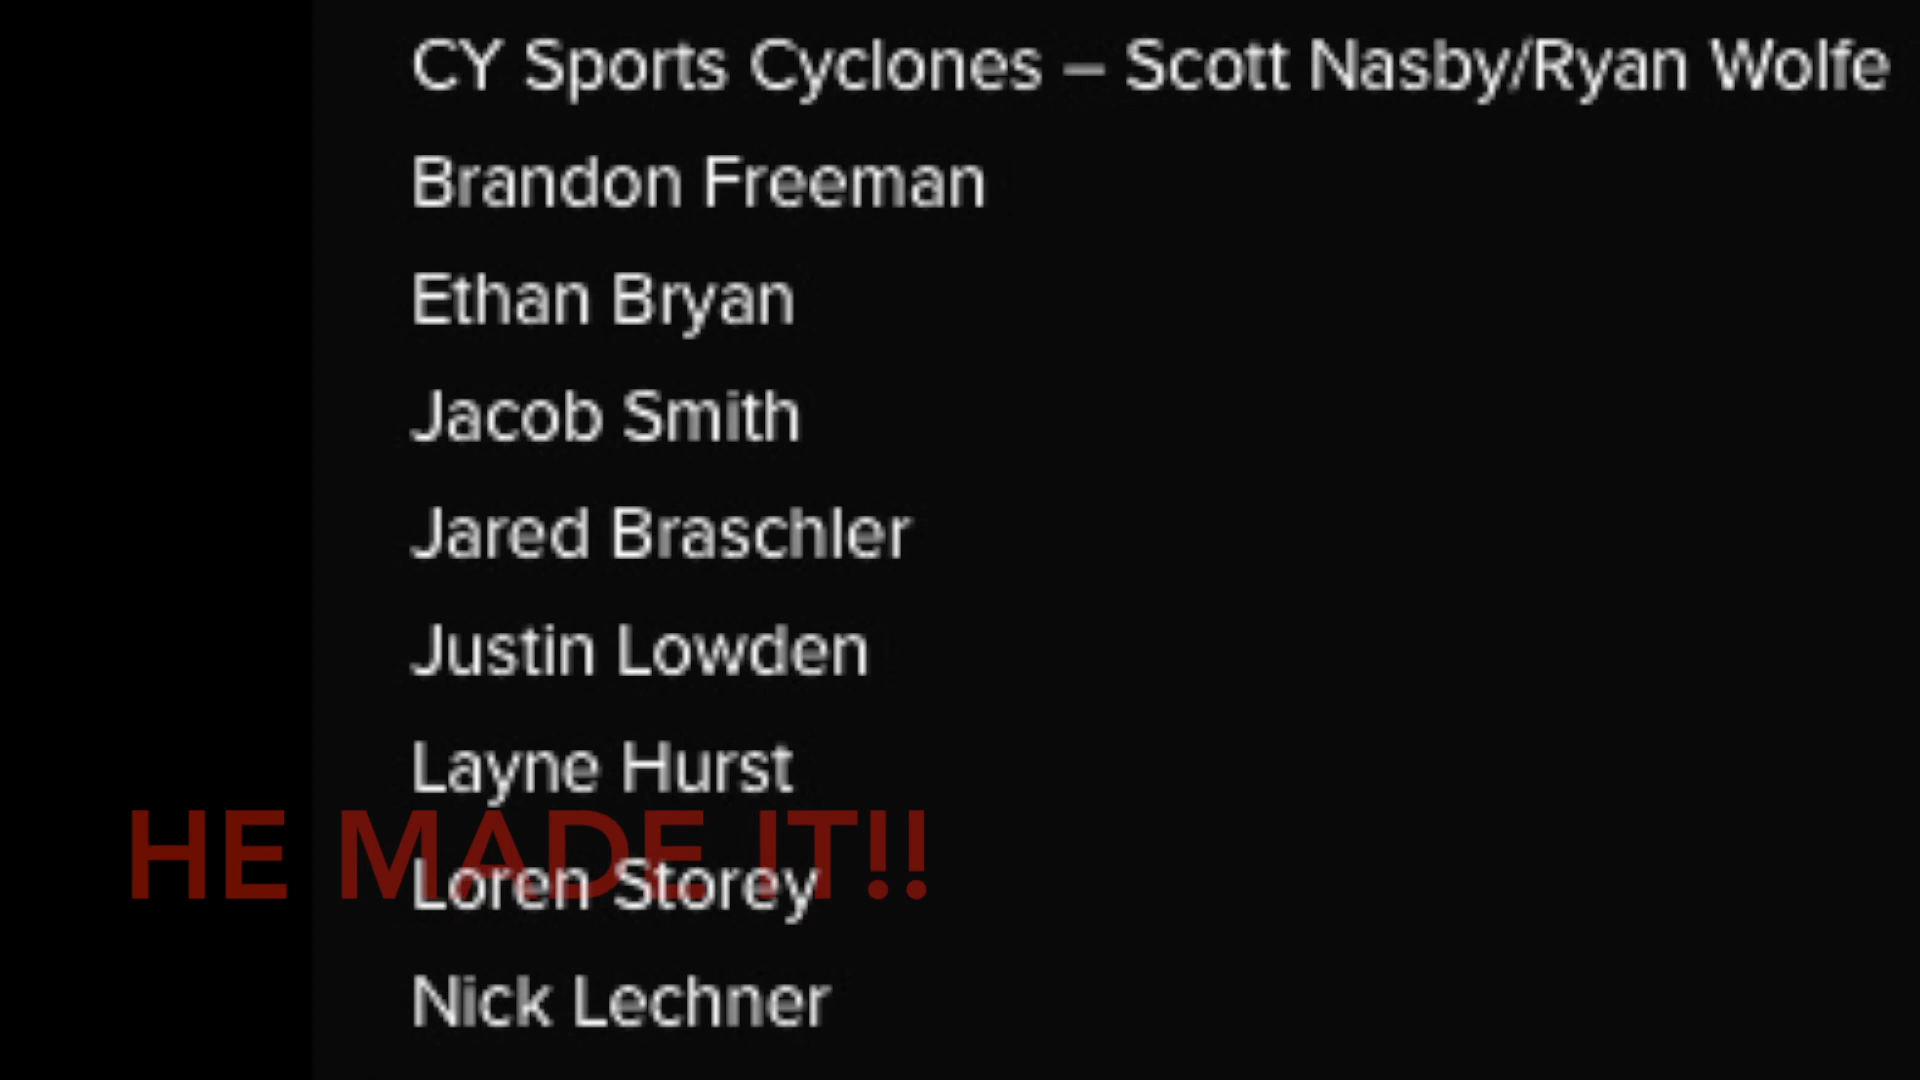 CY Sports Cyclones – Scott Nasby/Ryan Wolfe
Brandon Freeman
Ethan Bryan
Jacob Smith
Jared Braschler
Justin Lowden
Layne Hurst
HE MADE IT!!
Loren Storey
Nick Lechner